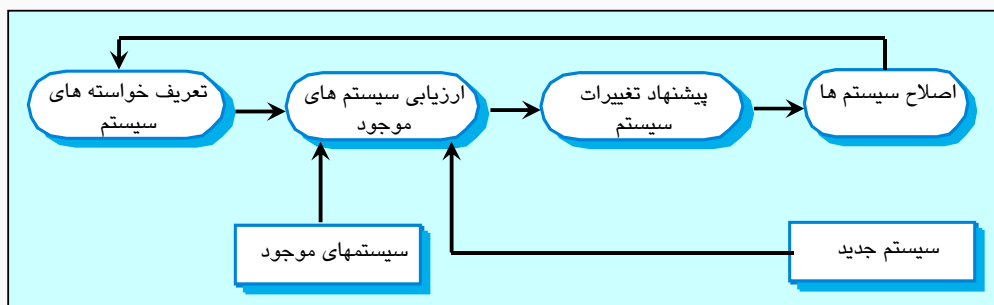 تعریف خواسته های
سیستم
ارزیابی سیستم های
موجود
پیشنهاد تغییرات
سیستم
اصلاح سیستم ها
سیستمهای موجود
سیستم جدید